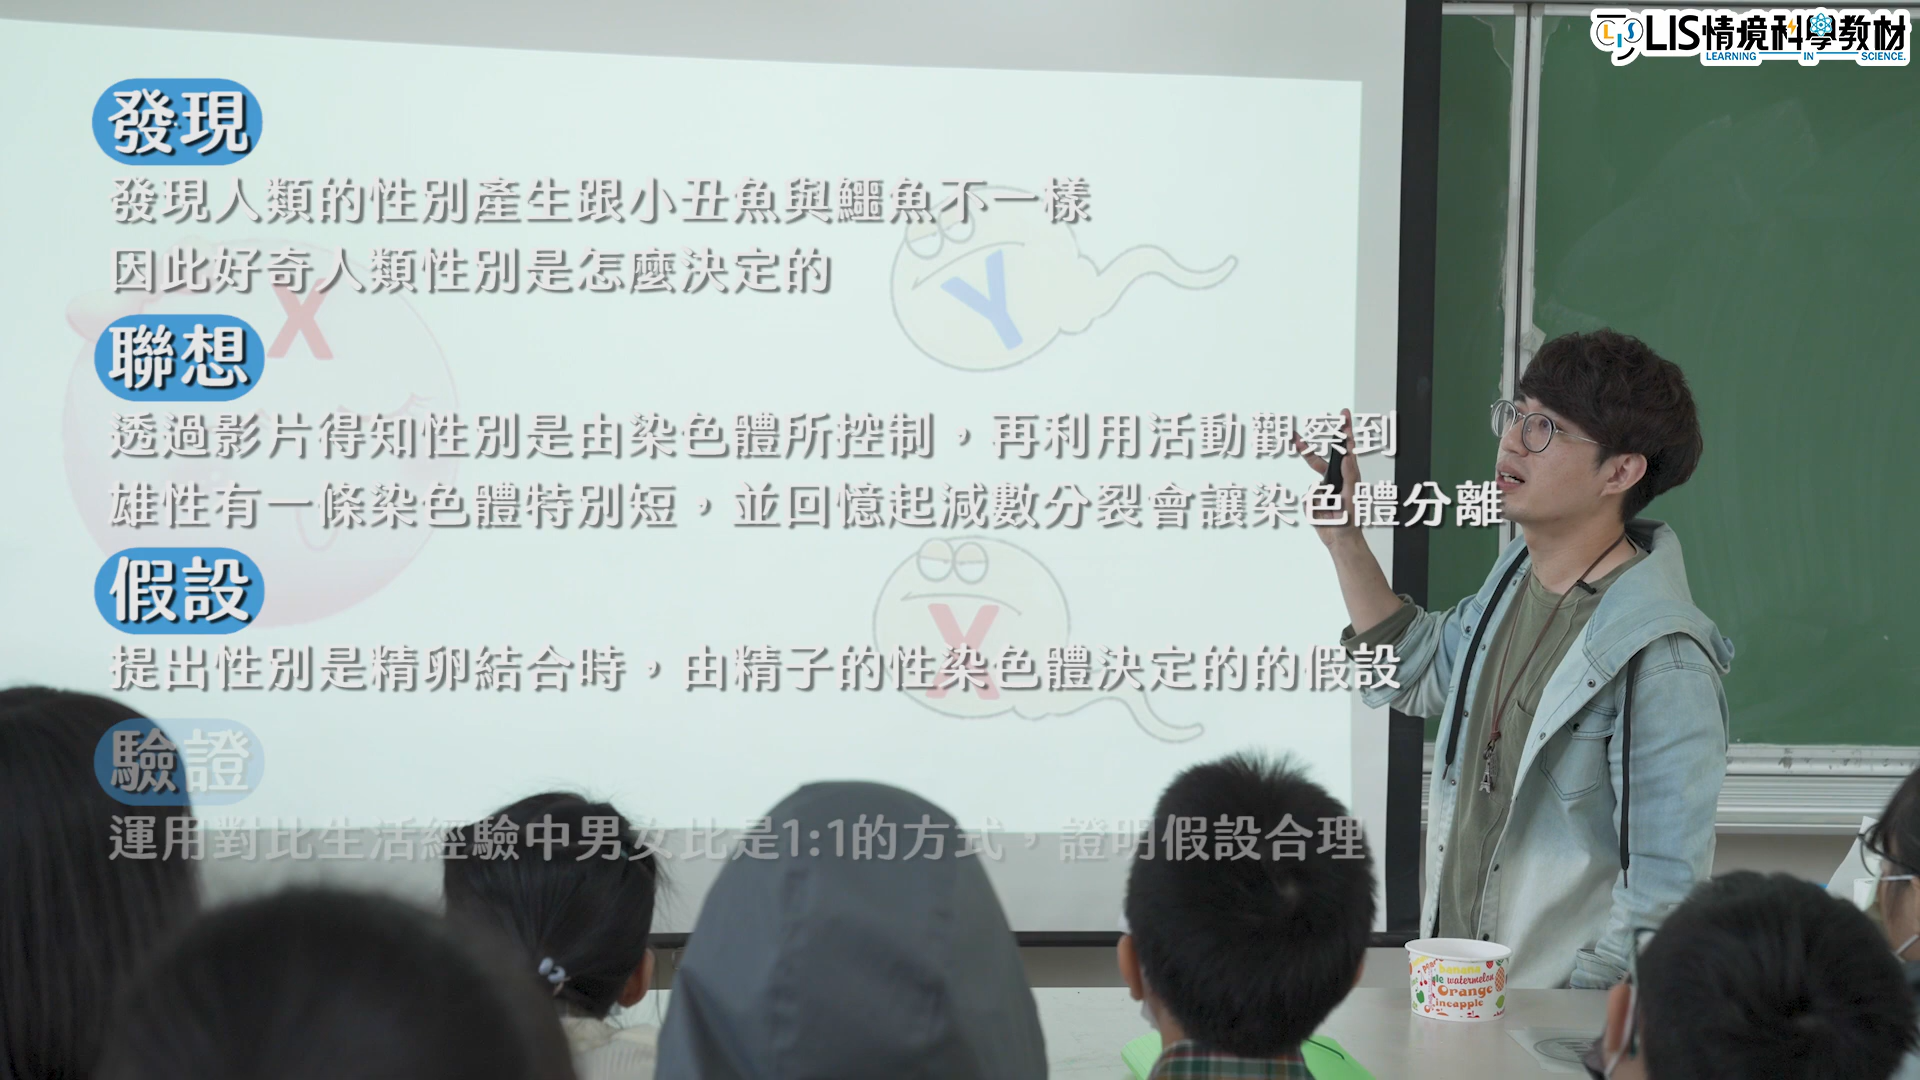 LIS情境科學教材
LEARNING IN SCIENCE.
發現
發現人類的性別產生跟小丑魚與鱷魚不一樣
因此好奇人類性別是怎麼決定的
Y
X
聯想
透過影片得知性別是由染色體所控制，再利用活動觀察到
雄性有一條染色體特別短，並回憶起減數分裂會讓染色體分離
假設
提出性別是精卵結合時，由精子的性染色體決定的的假設
X
驗證
運用對比生活經驗中男女比是1:1的方式，證明假設合理
banana
watermelon
Orange